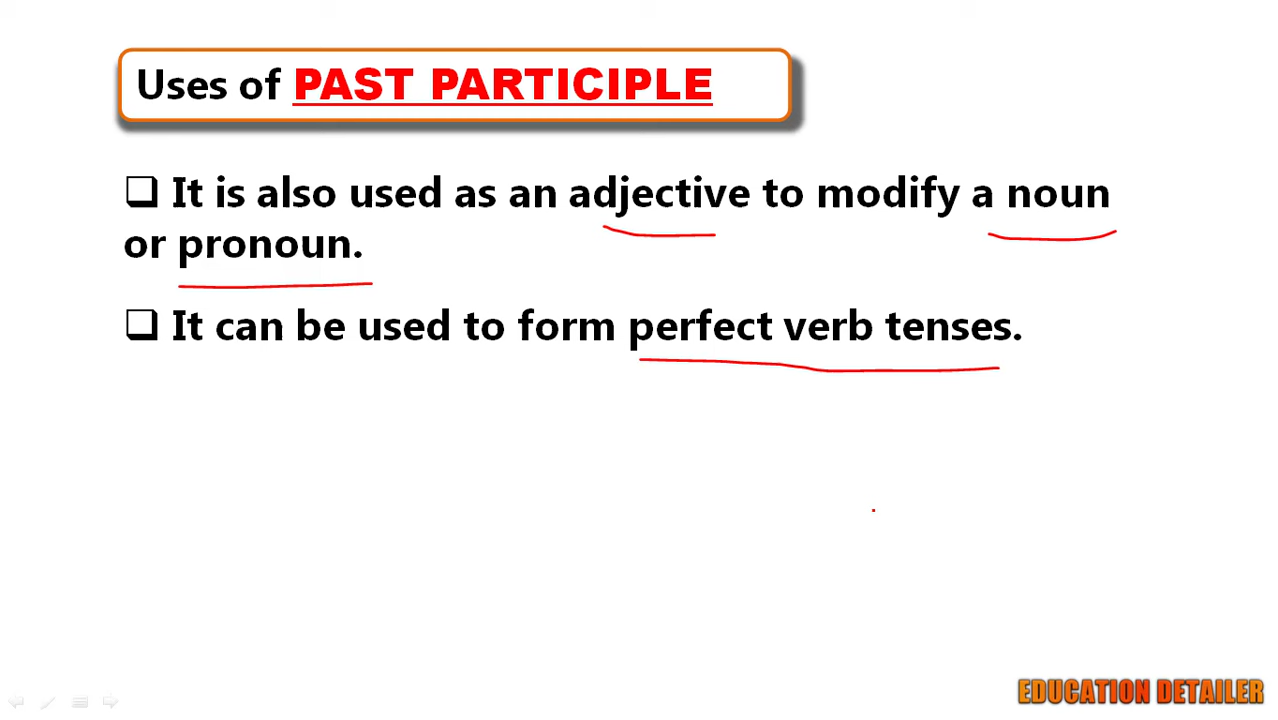 Uses of PAST PARTICIPLE
❑ It is also used as an adjective to modify a noun
or pronoun.
❑ It can be used to form perfect verb tenses.
EDUCATION DETAILER